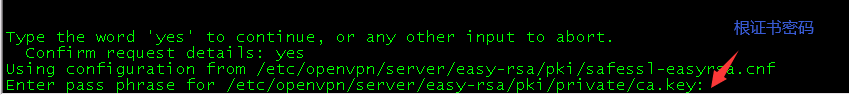 根证书密码
Type the word 'yes' to continue, or any other input to abort.
Confirm request details: yes
Using configuration from /etc/openvpn/server/easy-rsa/pki/safessl-easyrsa.cnf
Enter pass phrase for /etc/openvpn/server/easy-rsa/pki/private/ca.key: